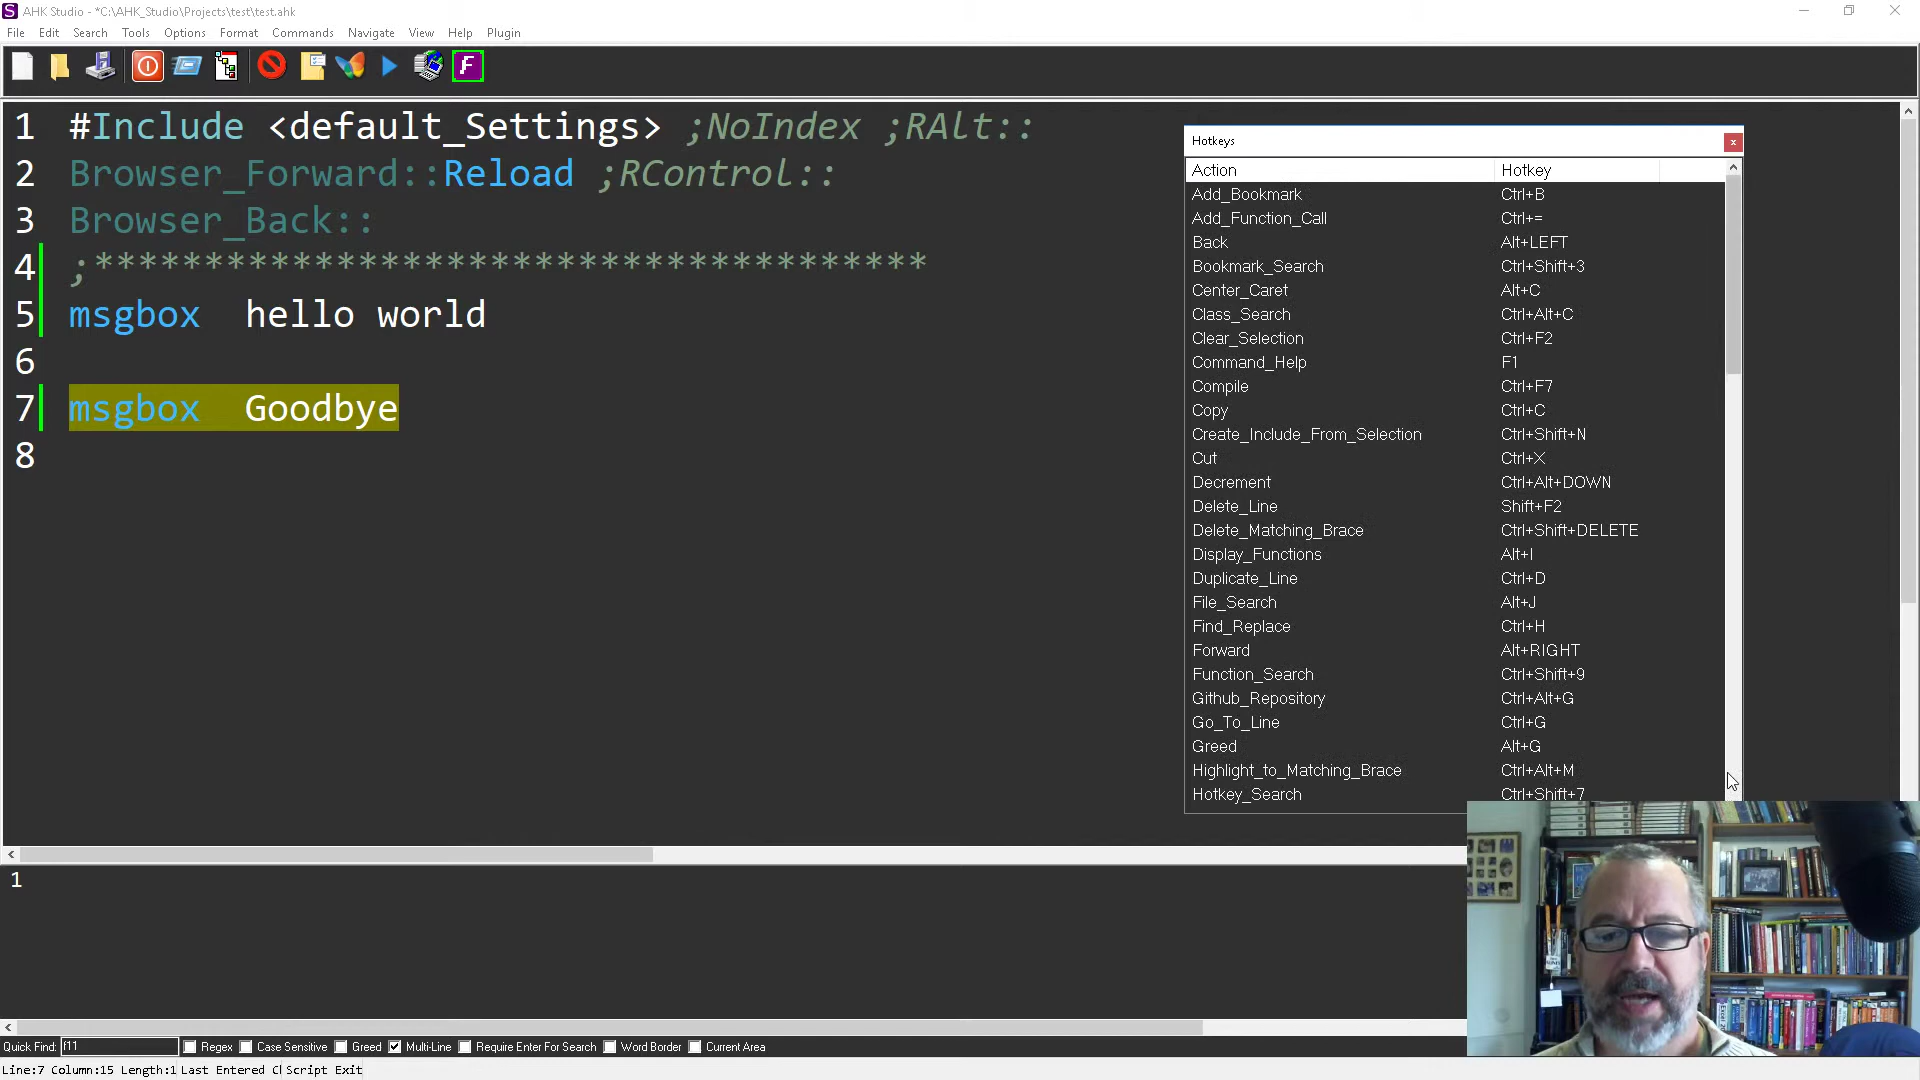 AHK Studio - *C:\AHK_Studio\Projects\test\test.ahk
File Edit Search Tools Options Format Commands Navigate View Help Plugin
1 #Include <default_Settings> ;NoIndex ;RAlt::
2 Browser_Forward::Reload ;RControl::
3 Browser_Back::
4 ;**************************************
5 msgbox hello world
6
7 msgbox Goodbye
8
Hotkeys
Action Hotkey
Add_Bookmark Ctrl+B
Add_Function_Call Ctrl+=
Back Alt+LEFT
Bookmark_Search Ctrl+Shift+3
Center_Caret Alt+C
Class_Search Ctrl+Alt+C
Clear_Selection Ctrl+F2
Command_Help F1
Compile Ctrl+F7
Copy Ctrl+C
Create_Include_From_Selection Ctrl+Shift+N
Cut Ctrl+X
Decrement Ctrl+Alt+DOWN
Delete_Line Shift+F2
Delete_Matching_Brace Ctrl+Shift+DELETE
Display_Functions Alt+I
Duplicate_Line Ctrl+D
File_Search Alt+J
Find_Replace Ctrl+H
Forward Alt+RIGHT
Function_Search Ctrl+Shift+9
Github_Repository Ctrl+Alt+G
Go_To_Line Ctrl+G
Greed Alt+G
Highlight_to_Matching_Brace Ctrl+Alt+M
Hotkey_Search Ctrl+Shift+7
1
Quick Find: f11 Regex Case Sensitive Greed Multi-Line Require Enter For Search Word Border Current Area
Line:7 Column:15 Length:1 Last Entered Cl Script Exit